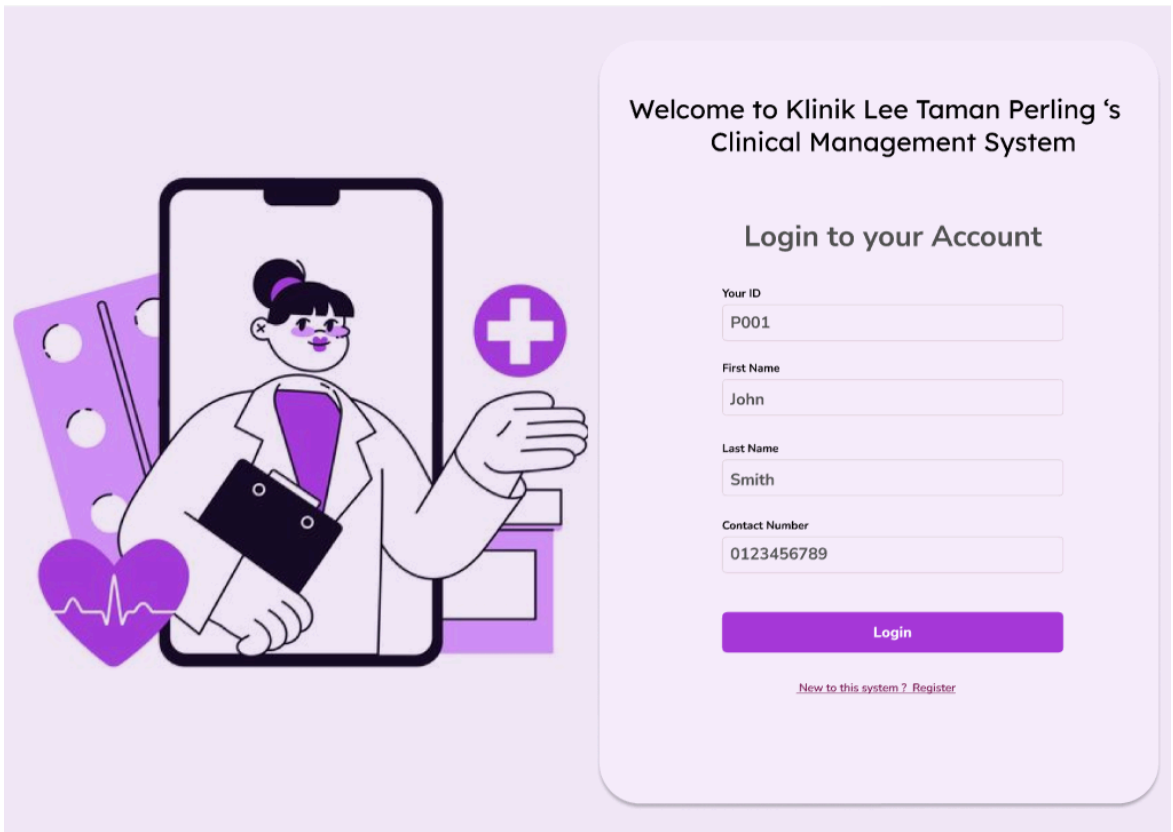 Welcome to Klinik Lee Taman Perling ‘s
Clinical Management System
Login to your Account
Your ID
P001
First Name
John
Last Name
Smith
Contact Number
0123456789
Login
New to this system ? Register